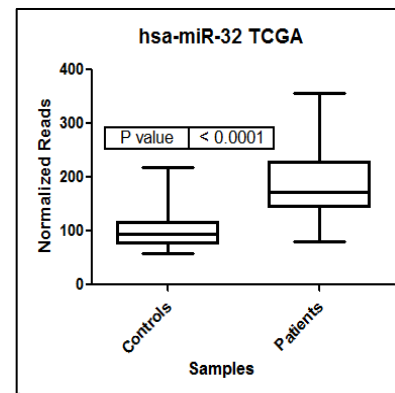 hsa-miR-32 TCGA
400
300
200
100
0
Normalized Reads
P value < 0.0001
Controls
Patients
Samples